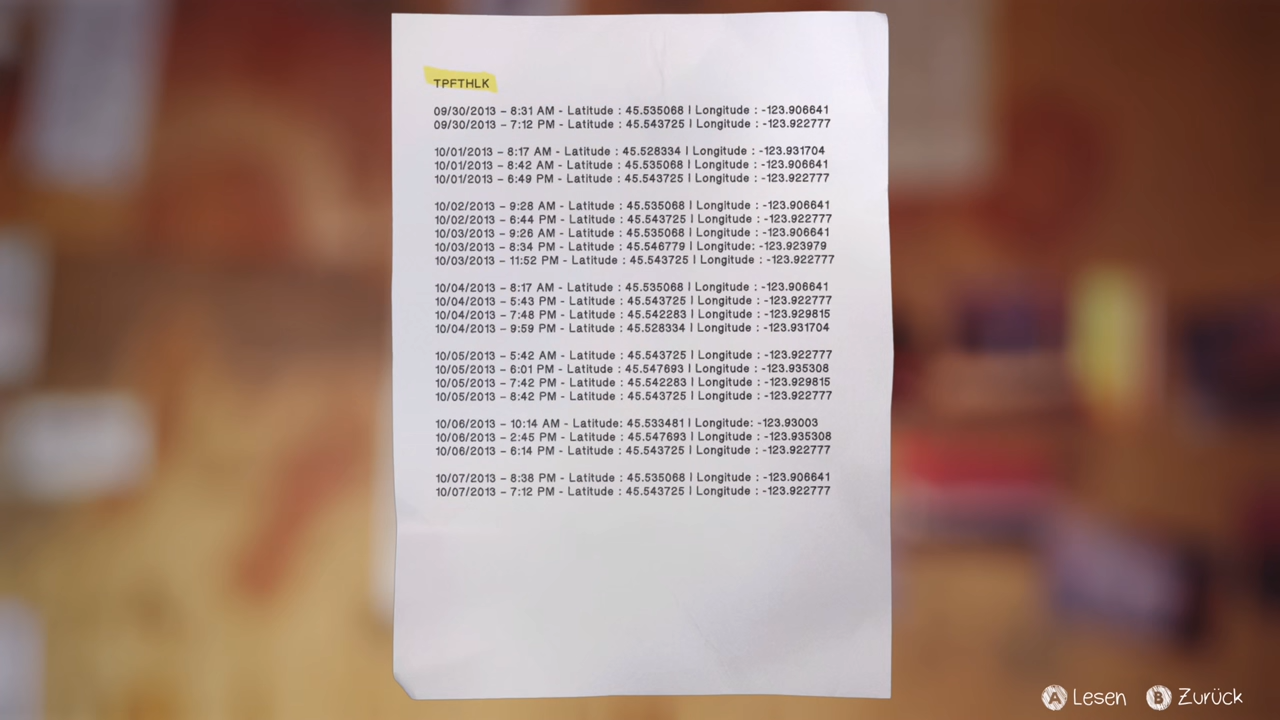 TPFTHLK
09/30/2013 – 8:31 AM - Latitude : 45.535068 | Longitude : -123.906641
09/30/2013 – 7:12 PM - Latitude : 45.543725 | Longitude : -123.922777
10/01/2013 – 8:17 AM - Latitude : 45.528334 | Longitude : -123.931704
10/01/2013 – 8:42 AM - Latitude : 45.535068 | Longitude : -123.906641
10/01/2013 – 6:49 PM - Latitude : 45.543725 | Longitude : -123.922777
10/02/2013 – 9:28 AM - Latitude : 45.535068 | Longitude : -123.906641
10/02/2013 – 6:44 PM - Latitude : 45.543725 | Longitude : -123.922777
10/03/2013 – 9:26 AM - Latitude : 45.535068 | Longitude : -123.906641
10/03/2013 – 8:34 PM - Latitude : 45.546779 | Longitude: -123.923979
10/03/2013 – 11:52 PM - Latitude : 45.543725 | Longitude : -123.922777
10/04/2013 – 8:17 AM - Latitude : 45.535068 | Longitude : -123.906641
10/04/2013 – 5:43 PM - Latitude : 45.543725 | Longitude : -123.922777
10/04/2013 – 7:48 PM - Latitude : 45.542283 | Longitude : -123.929815
10/04/2013 – 9:59 PM - Latitude : 45.528334 | Longitude : -123.931704
10/05/2013 – 5:42 AM - Latitude : 45.543725 | Longitude : -123.922777
10/05/2013 – 6:01 PM - Latitude : 45.547693 | Longitude : -123.935308
10/05/2013 – 7:42 PM - Latitude : 45.542283 | Longitude : -123.929815
10/05/2013 – 8:42 PM - Latitude : 45.543725 | Longitude : -123.922777
10/06/2013 – 10:14 AM - Latitude: 45.533481 | Longitude: -123.93003
10/06/2013 – 2:45 PM - Latitude : 45.547693 | Longitude : -123.935308
10/06/2013 – 6:14 PM - Latitude : 45.543725 | Longitude : -123.922777
10/07/2013 – 8:38 PM - Latitude : 45.535068 | Longitude : -123.906641
10/07/2013 – 7:12 PM - Latitude : 45.543725 | Longitude : -123.922777
A Lesen B Zurück